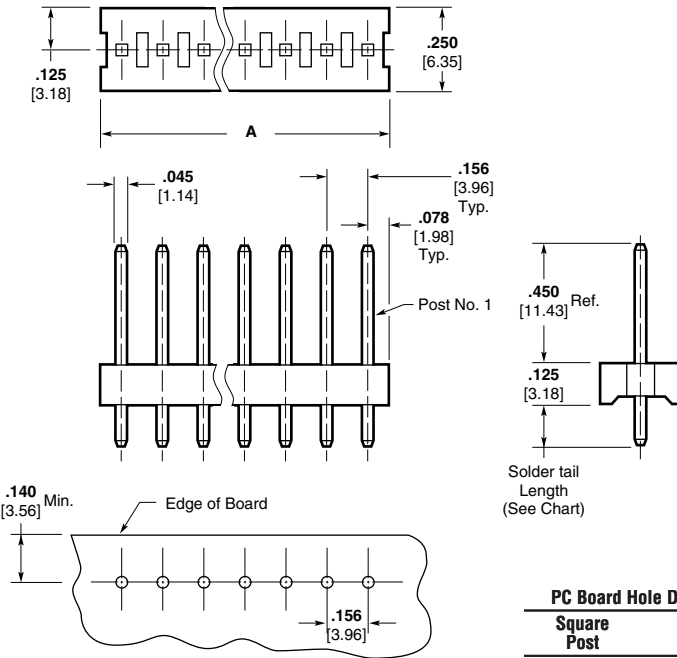 .125
[3.18]
.250
[6.35]
A
.045
[1.14]
.156
[3.96]
Typ.
.078
[1.98]
Typ.
Post No. 1
.450
[11.43] Ref.
.125
[3.18]
Solder tail
Length
(See Chart)
.140
[3.56] Min.
Edge of Board
.156
[3.96]
PC Board Hole D
Square
Post